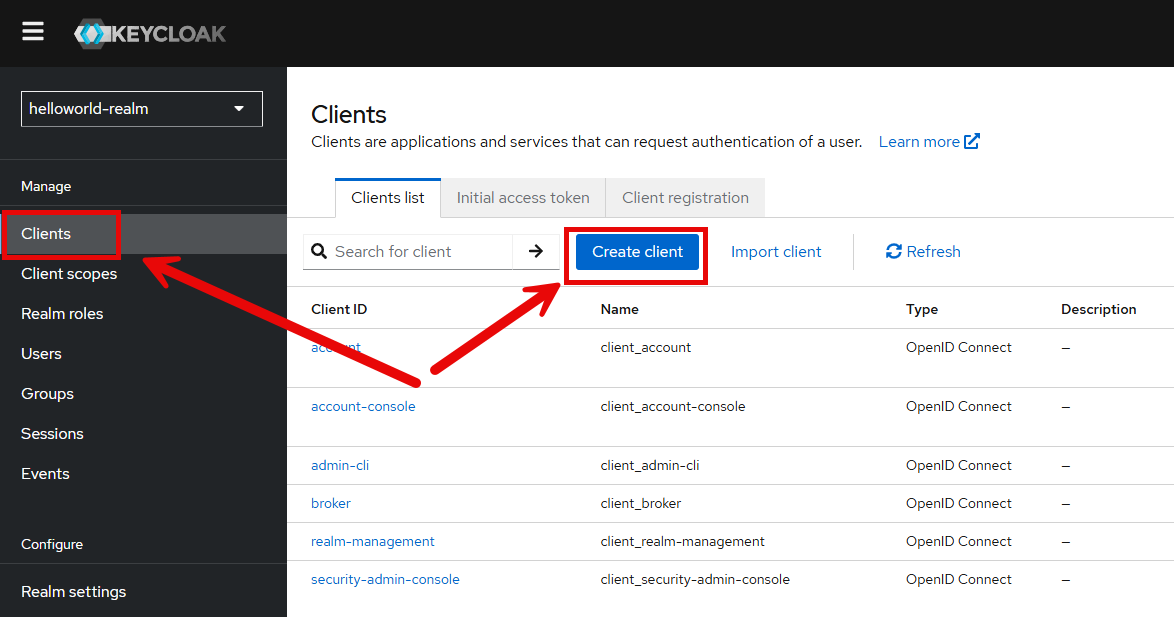 KEYCLOAK
helloworld-realm
Manage
Clients
Client scopes
Realm roles
Users
Groups
Sessions
Events
Configure
Realm settings
Clients
Clients are applications and services that can request authentication of a user. Learn more
Clients list Initial access token Client registration
Search for client Create client Import client Refresh
Client ID Name Type Description
account client_account OpenID Connect –
account-console client_account-console OpenID Connect –
admin-cli client_admin-cli OpenID Connect –
broker client_broker OpenID Connect –
realm-management client_realm-management OpenID Connect –
security-admin-console client_security-admin-console OpenID Connect –